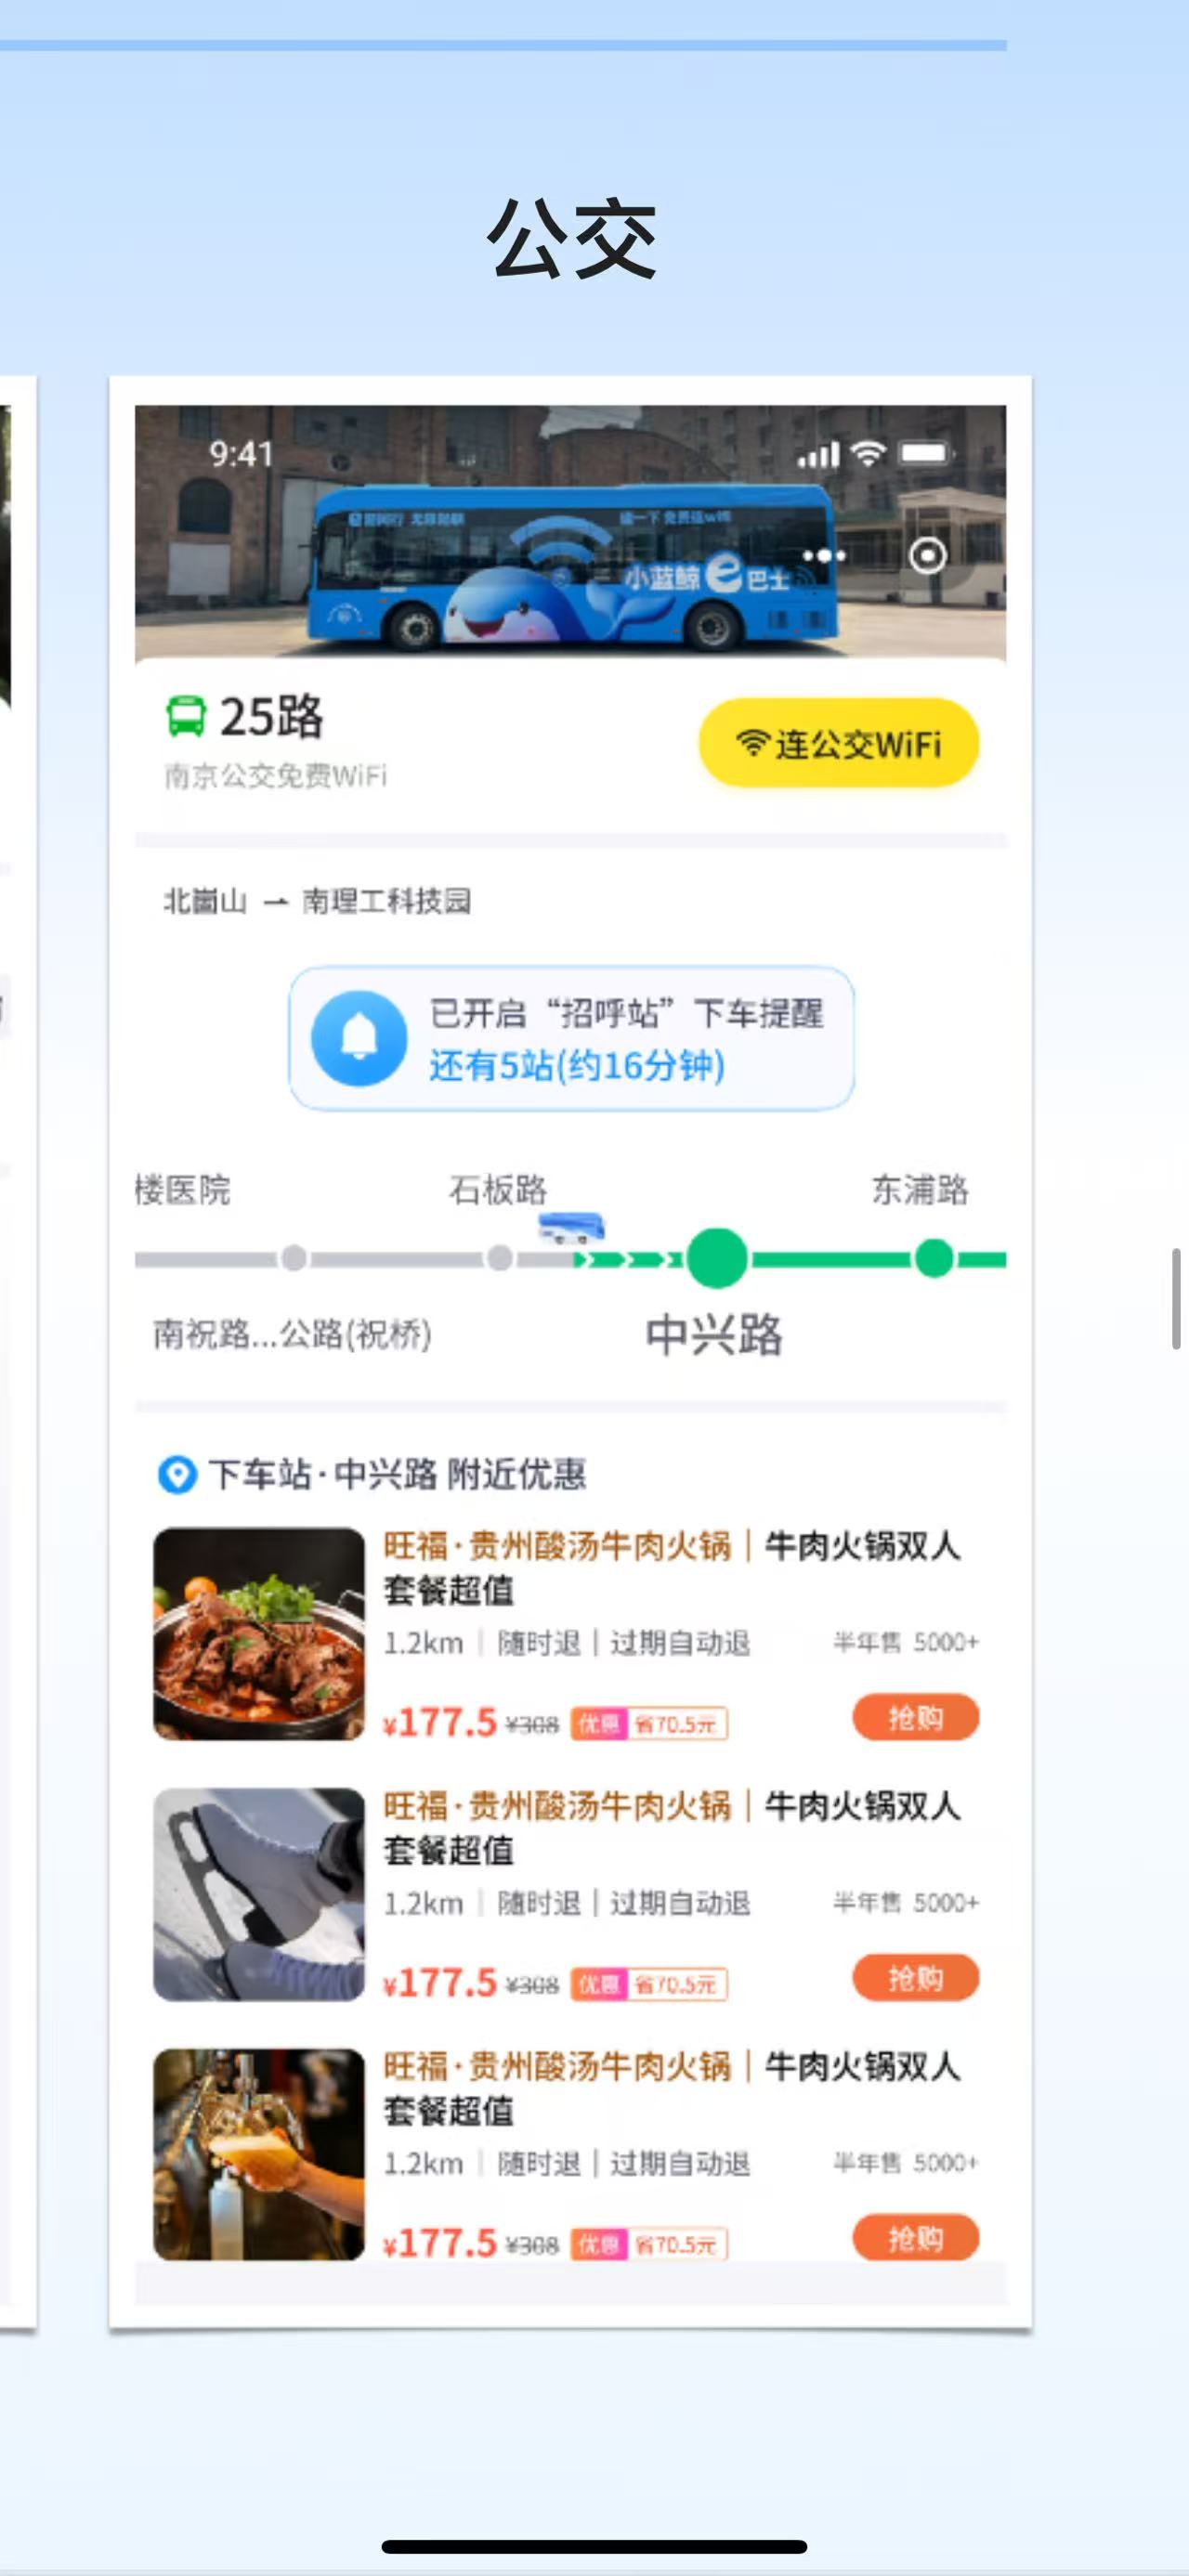 公交
9:41
小蓝鲸e巴士
25路
南京公交免费WiFi
连公交WiFi
北崮山 → 南理工科技园
已开启“招呼站”下车提醒
还有5站(约16分钟)
楼医院
石板路
东浦路
南祝路...公路(祝桥)
中兴路
下车站·中兴路 附近优惠
旺福·贵州酸汤牛肉火锅｜牛肉火锅双人
套餐超值
1.2km｜随时退｜过期自动退 半年售 5000+
¥177.5 ¥308 优惠 省70.5元 抢购
旺福·贵州酸汤牛肉火锅｜牛肉火锅双人
套餐超值
1.2km｜随时退｜过期自动退 半年售 5000+
¥177.5 ¥308 优惠 省70.5元 抢购
旺福·贵州酸汤牛肉火锅｜牛肉火锅双人
套餐超值
1.2km｜随时退｜过期自动退 半年售 5000+
¥177.5 ¥308 优惠 省70.5元 抢购